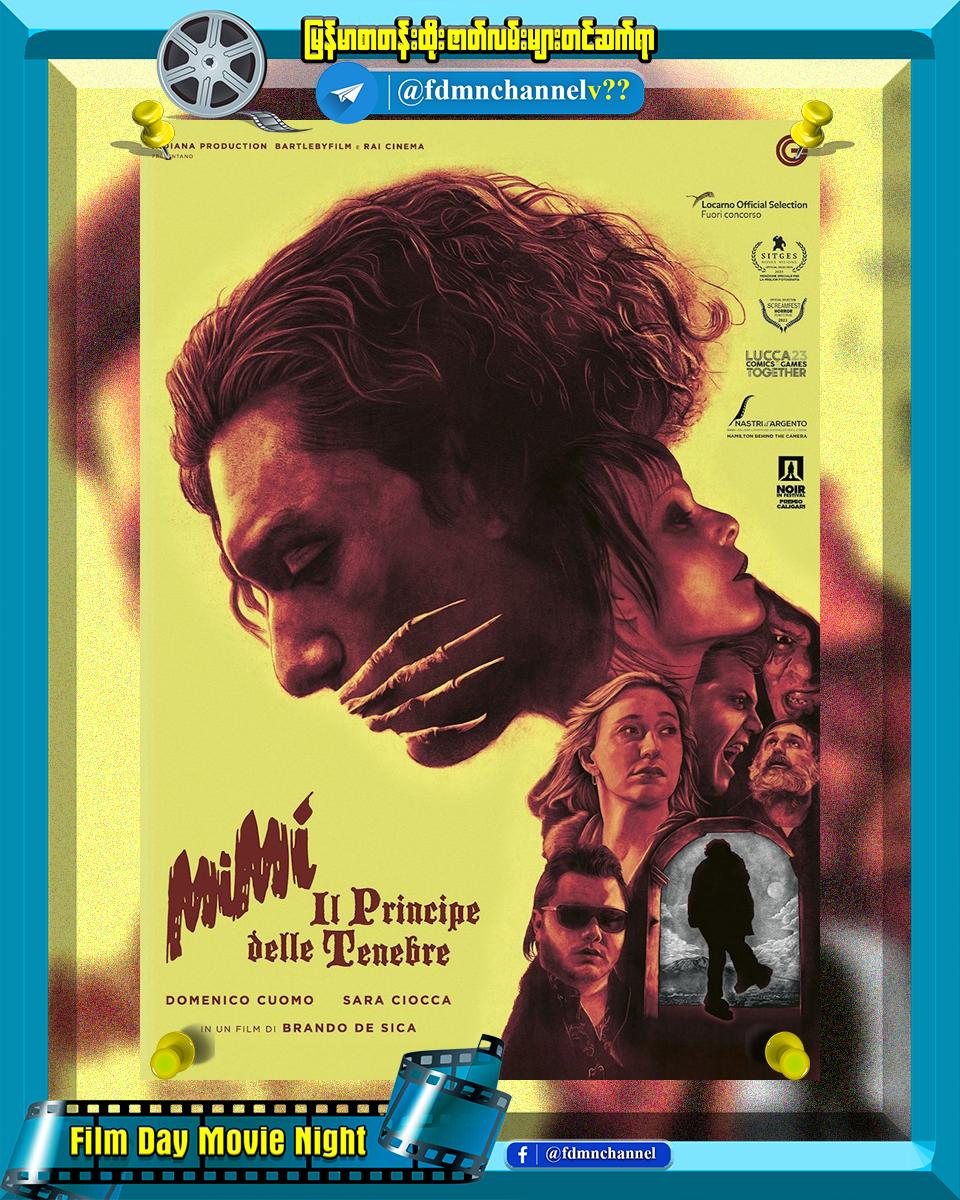 မြန်မာစာတန်းထိုးဇာတ်လမ်းများတင်ဆက်ရာ
@fdmnchannelv??
PRODUCTION BARTLEBYFILM E RAI CINEMA
Locarno Official Selection
Fuori concorso
SITGES
OFFICIAL SELECTION
SCREAMFEST
HORROR
LUCCA23
COMICS GAMES
TOGETHER
NASTRI d'ARGENTO
HAMILTON BEHIND THE CAMERA
NOIR
IN FESTIVAL
PREMIO
CALIGARI
MIMÍ
Il Principe
delle Tenebre
DOMENICO CUOMO SARA CIOCCA
IN UN FILM DI BRANDO DE SICA
Film Day Movie Night
f @fdmnchannel